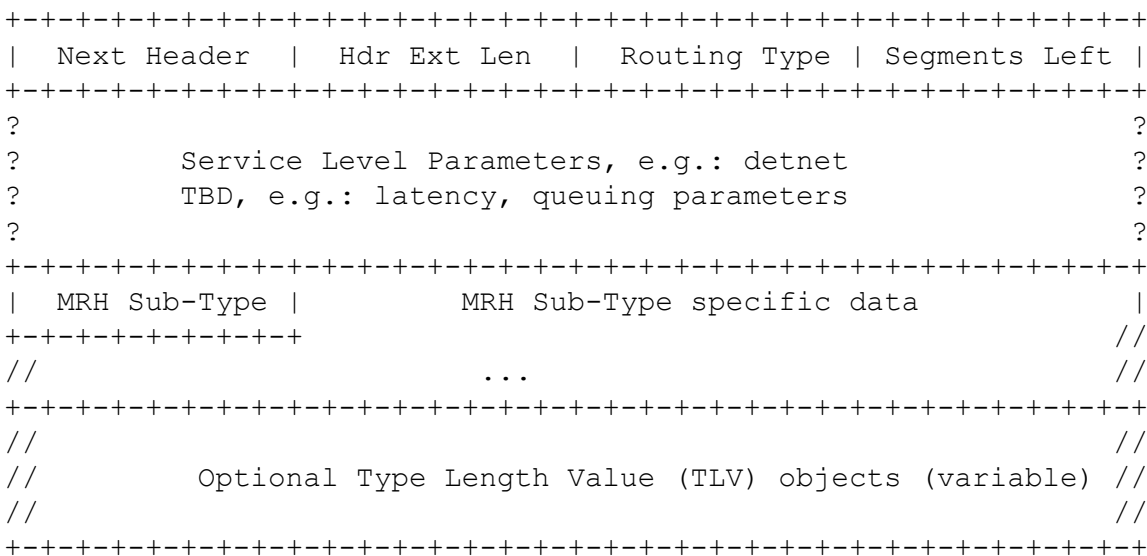 +-+-+-+-+-+-+-+-+-+-+-+-+-+-+-+-+-+-+-+-+-+-+-+-+-+-+-+-+-+-+-+-+
|  Next Header  |  Hdr Ext Len  |  Routing Type | Segments Left |
+-+-+-+-+-+-+-+-+-+-+-+-+-+-+-+-+-+-+-+-+-+-+-+-+-+-+-+-+-+-+-+-+
?                                                               ?
?         Service Level Parameters, e.g.: detnet                ?
?         TBD, e.g.: latency, queuing parameters                ?
?                                                               ?
+-+-+-+-+-+-+-+-+-+-+-+-+-+-+-+-+-+-+-+-+-+-+-+-+-+-+-+-+-+-+-+-+
|  MRH Sub-Type |         MRH Sub-Type specific data            |
+-+-+-+-+-+-+-+-+                                              //
//                         ...                                 //
+-+-+-+-+-+-+-+-+-+-+-+-+-+-+-+-+-+-+-+-+-+-+-+-+-+-+-+-+-+-+-+-+
//                                                             //
//         Optional Type Length Value (TLV) objects (variable) //
//                                                             //
+-+-+-+-+-+-+-+-+-+-+-+-+-+-+-+-+-+-+-+-+-+-+-+-+-+-+-+-+-+-+-+-+